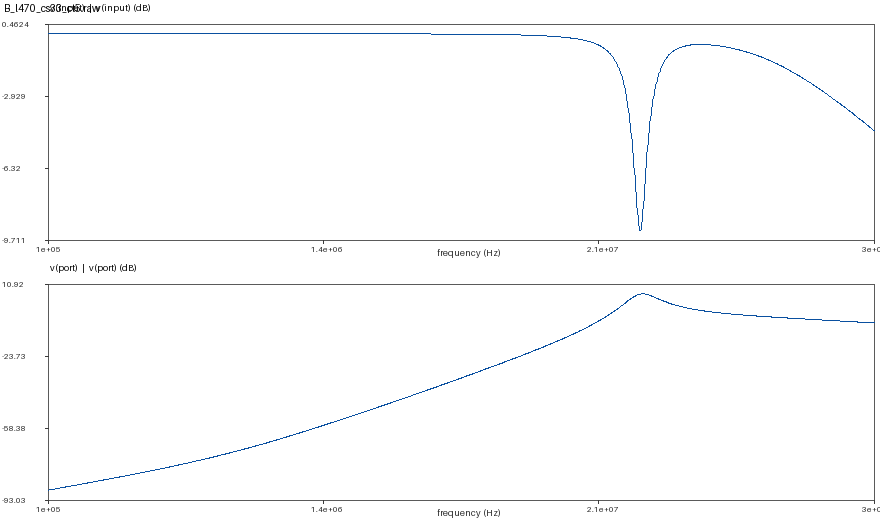 v(input) (dB)
0.4624
-2.929
-6.32
-9.711
1e+05
1.4e+06
2.1e+07
3e+0
frequency (Hz)
v(port) | v(port) (dB)
10.92
-23.73
-58.38
-93.03
1e+05
1.4e+06
2.1e+07
3e+0
frequency (Hz)